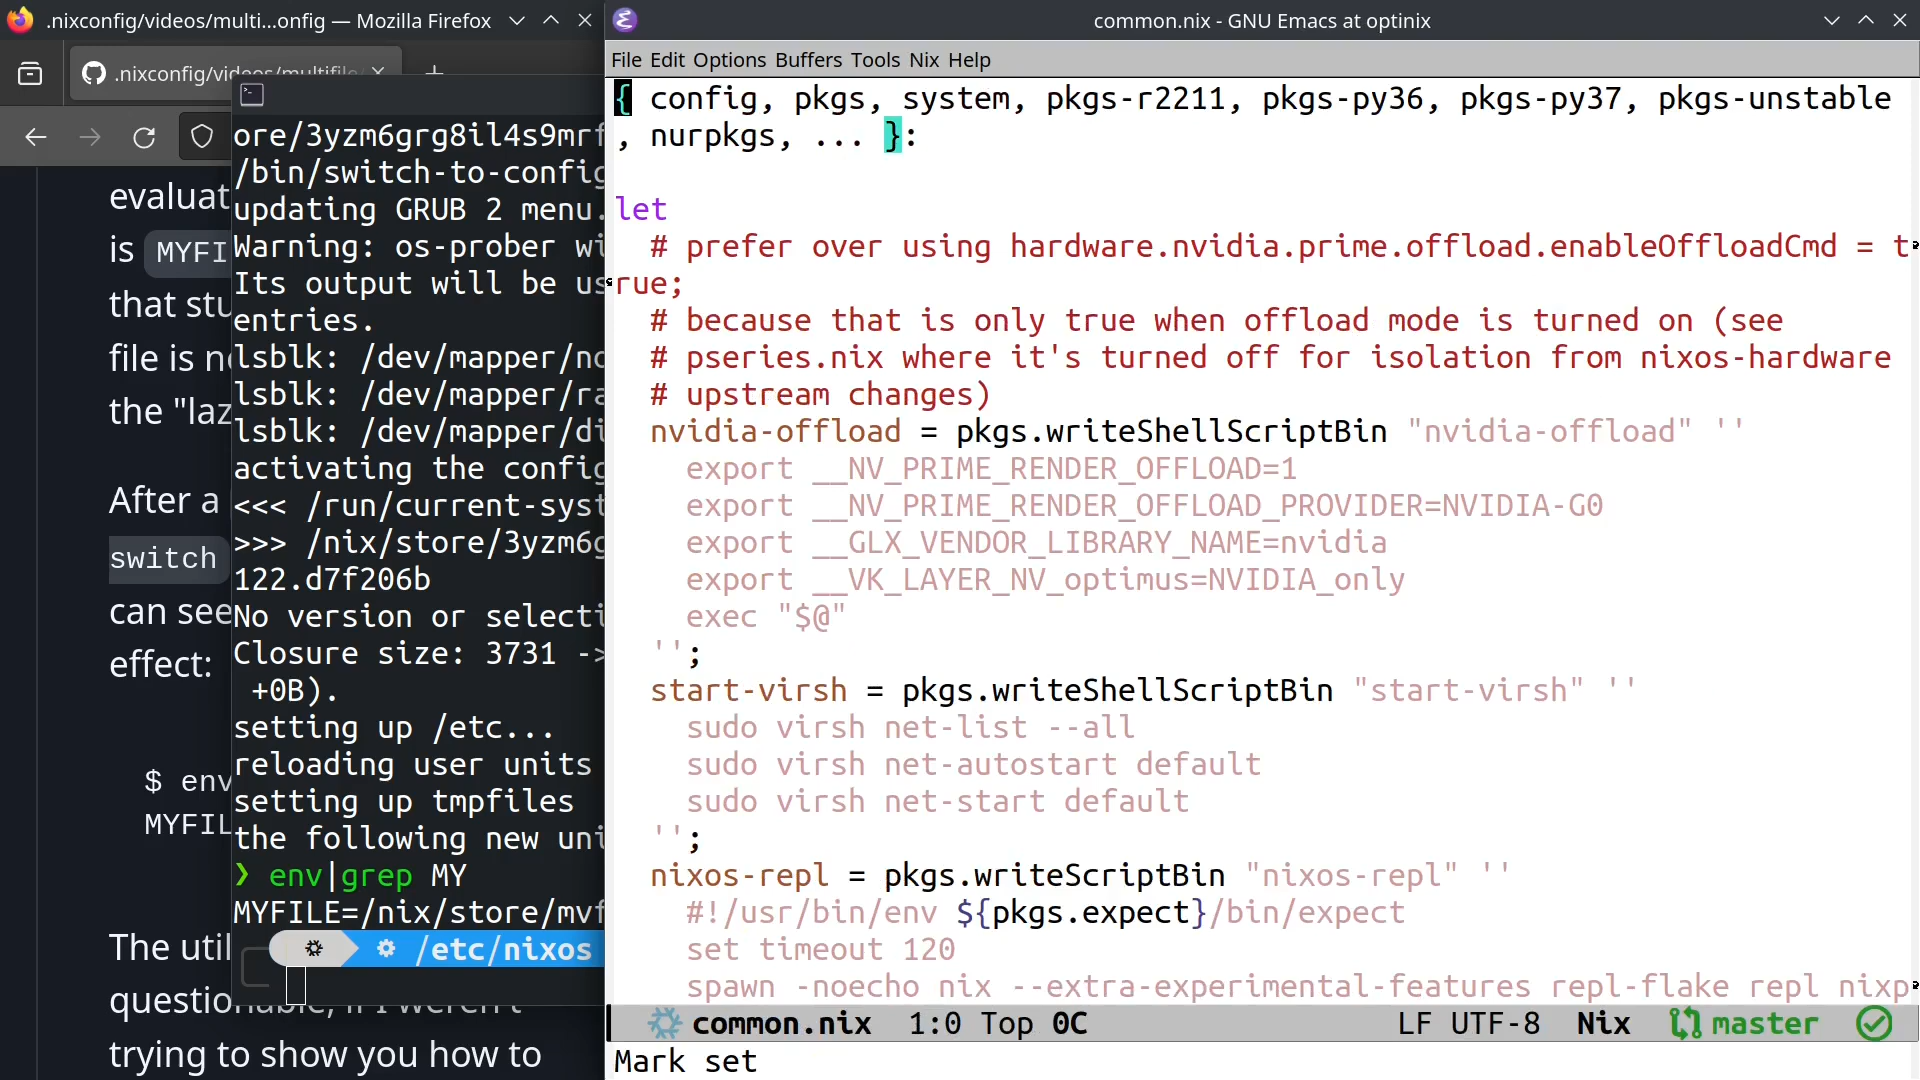 .nixconfig/videos/multi...onfig — Mozilla Firefox
.nixconfig/videos/multifile
evaluat
is MYFI
that stu
file is no
the "laz
After a
switch
can see
effect:
$ env
MYFIL
The util
questionable, if I weren't
trying to show you how to
ore/3yzm6grg8il4s9mrf
/bin/switch-to-config
updating GRUB 2 menu.
Warning: os-prober wi
Its output will be us
entries.
lsblk: /dev/mapper/no
lsblk: /dev/mapper/ra
lsblk: /dev/mapper/di
activating the config
<<< /run/current-syst
>>> /nix/store/3yzm6g
122.d7f206b
No version or selecti
Closure size: 3731 ->
+0B).
setting up /etc...
reloading user units
setting up tmpfiles
the following new uni
❯ env|grep MY
MYFILE=/nix/store/mvf
/etc/nixos
common.nix - GNU Emacs at optinix
File Edit Options Buffers Tools Nix Help
{ config, pkgs, system, pkgs-r2211, pkgs-py36, pkgs-py37, pkgs-unstable
, nurpkgs, ... }:
let
# prefer over using hardware.nvidia.prime.offload.enableOffloadCmd = t
rue;
# because that is only true when offload mode is turned on (see
# pseries.nix where it's turned off for isolation from nixos-hardware
# upstream changes)
nvidia-offload = pkgs.writeShellScriptBin "nvidia-offload" ''
export __NV_PRIME_RENDER_OFFLOAD=1
export __NV_PRIME_RENDER_OFFLOAD_PROVIDER=NVIDIA-G0
export __GLX_VENDOR_LIBRARY_NAME=nvidia
export __VK_LAYER_NV_optimus=NVIDIA_only
exec "$@"
'';
start-virsh = pkgs.writeShellScriptBin "start-virsh" ''
sudo virsh net-list --all
sudo virsh net-autostart default
sudo virsh net-start default
'';
nixos-repl = pkgs.writeScriptBin "nixos-repl" ''
#!/usr/bin/env ${pkgs.expect}/bin/expect
set timeout 120
spawn -noecho nix --extra-experimental-features repl-flake repl nixp
common.nix 1:0 Top 0C LF UTF-8 Nix master
Mark set